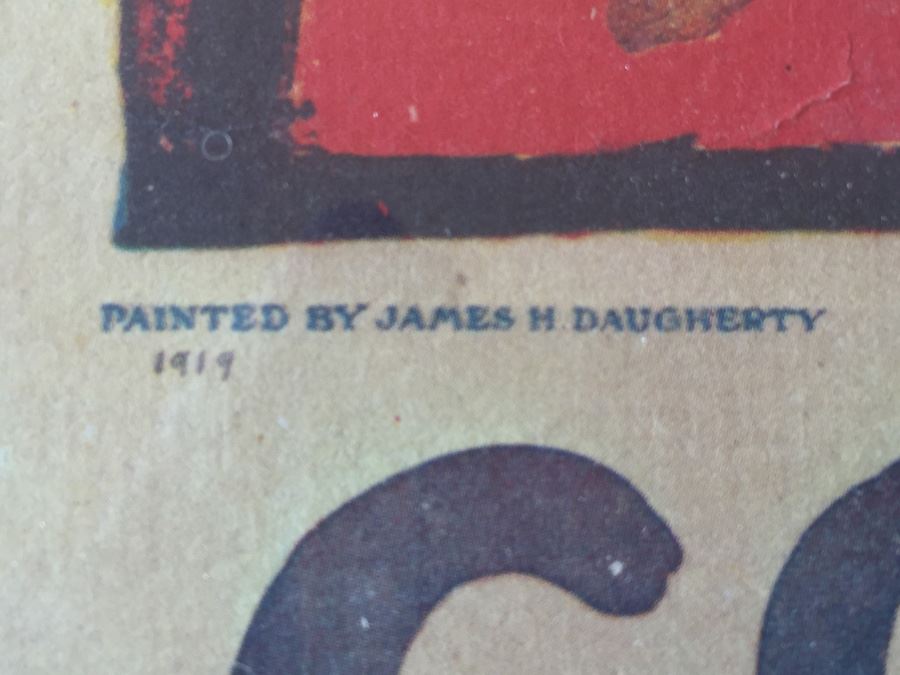 PAINTED BY JAMES H. DAUGHERTY
1919